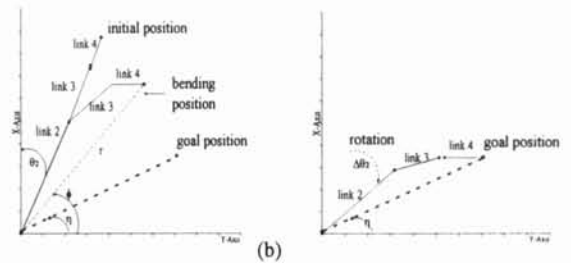 initial position
link 4
link 3
link 4
bending
position
link 3
link 2
goal position
X-Axis
θ2
r
ϕ
η
Y-Axis
(b)
X-Axis
rotation
goal position
Δθ2
link 3
link 4
link 2
η
Y-Axis